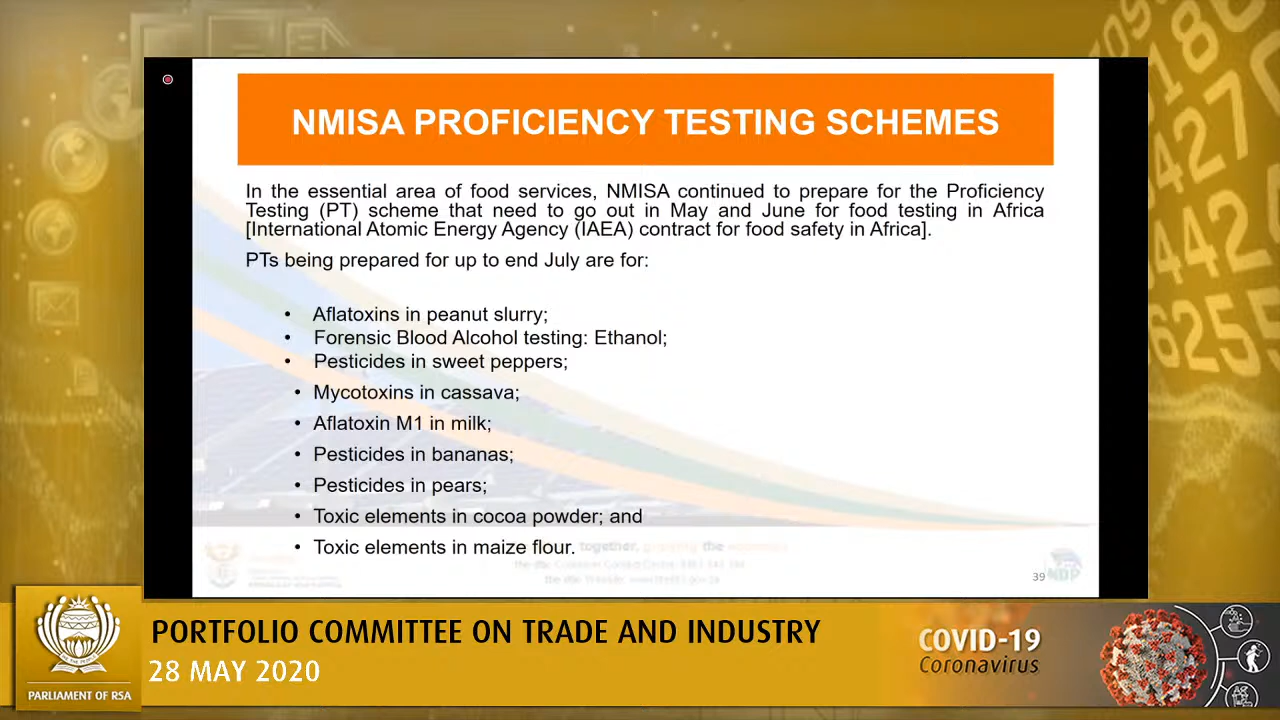 NMISA PROFICIENCY TESTING SCHEMES
In the essential area of food services, NMISA continued to prepare for the Proficiency
Testing (PT) scheme that need to go out in May and June for food testing in Africa
[International Atomic Energy Agency (IAEA) contract for food safety in Africa].
PTs being prepared for up to end July are for:
• Aflatoxins in peanut slurry;
• Forensic Blood Alcohol testing: Ethanol;
• Pesticides in sweet peppers;
• Mycotoxins in cassava;
• Aflatoxin M1 in milk;
• Pesticides in bananas;
• Pesticides in pears;
• Toxic elements in cocoa powder; and
• Toxic elements in maize flour.
together, the
39
NDP
PORTFOLIO COMMITTEE ON TRADE AND INDUSTRY
28 MAY 2020
PARLIAMENT OF RSA
COVID-19
Coronavirus